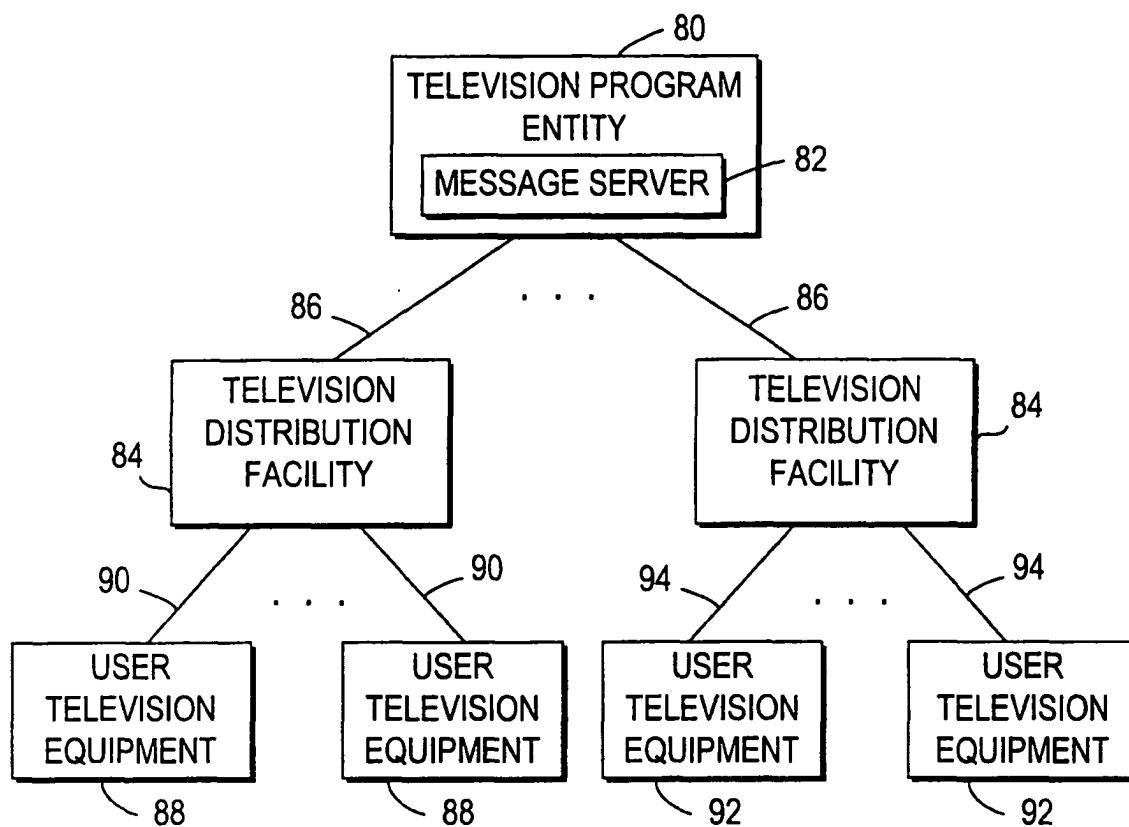 80
TELEVISION PROGRAM
ENTITY
82
MESSAGE SERVER
86
. . .
86
TELEVISION
DISTRIBUTION
FACILITY
84
TELEVISION
DISTRIBUTION
FACILITY
84
90
. . .
90
94
. . .
94
USER
TELEVISION
EQUIPMENT
88
USER
TELEVISION
EQUIPMENT
88
USER
TELEVISION
EQUIPMENT
92
USER
TELEVISION
EQUIPMENT
92